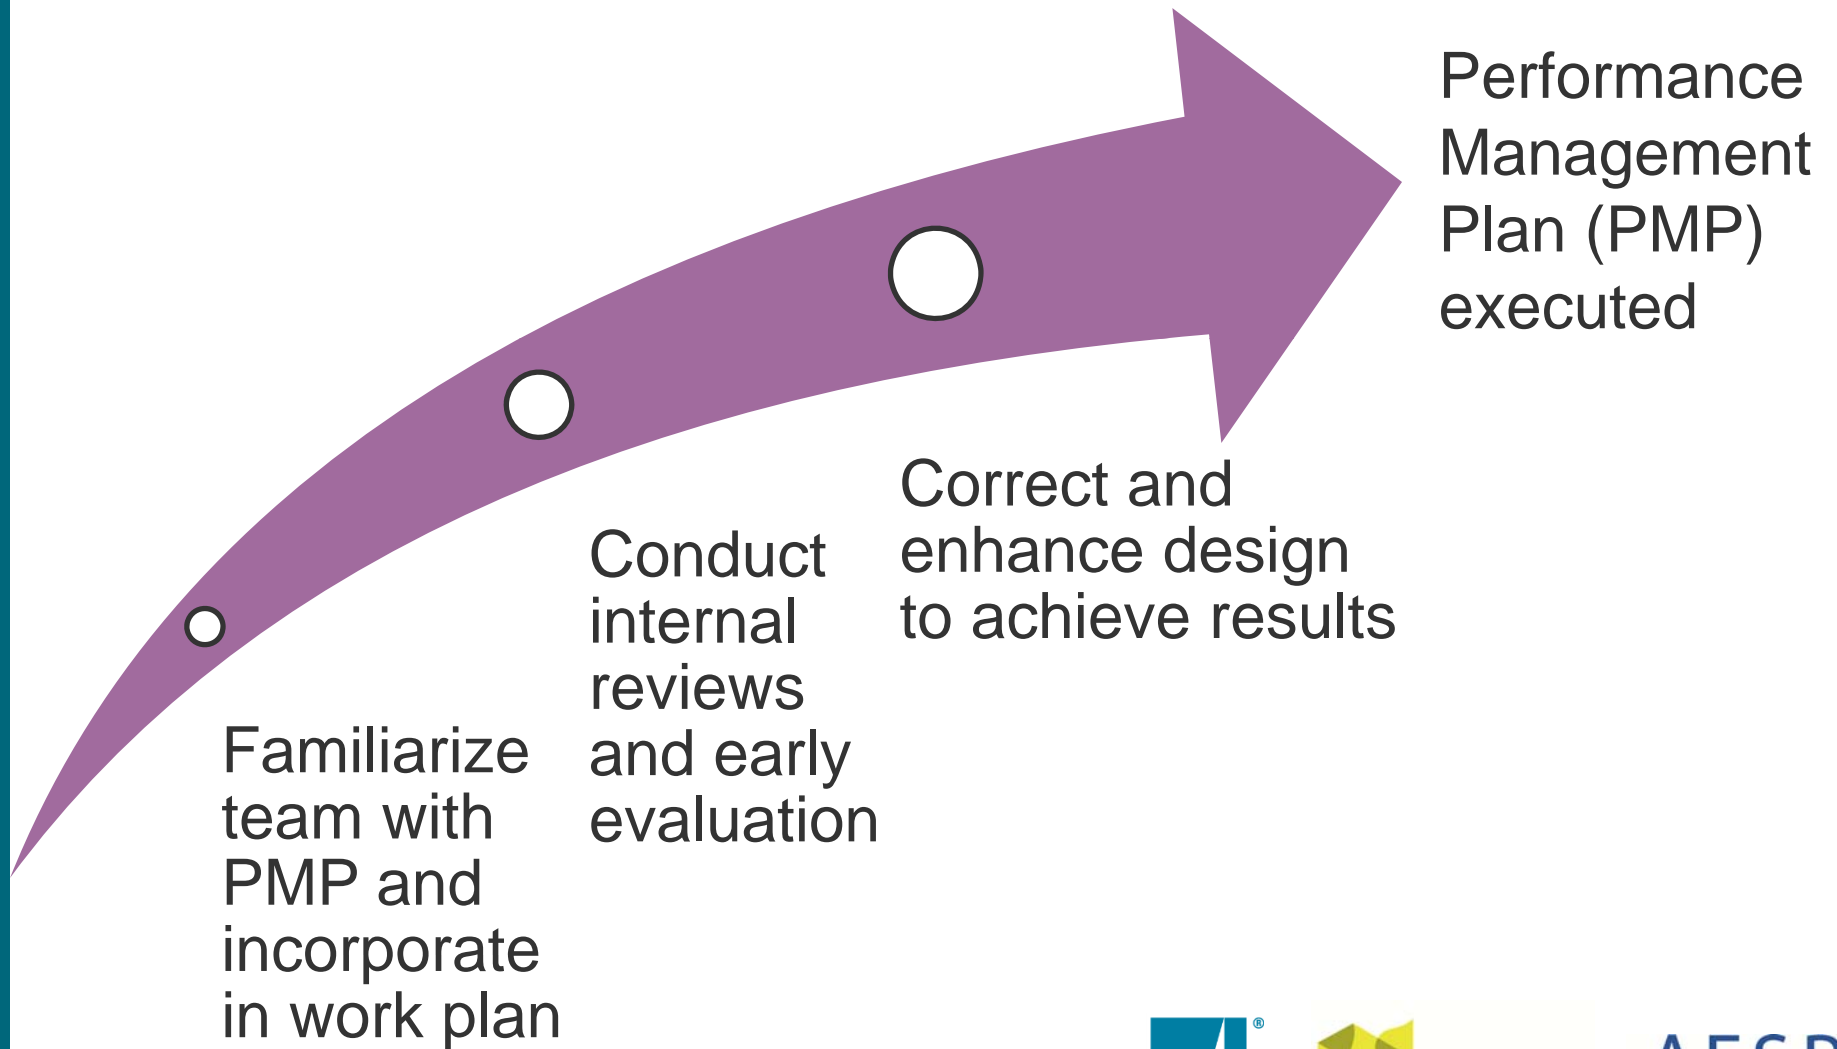 Performance
Management
Plan (PMP)
executed
Correct and
enhance design
to achieve results
Conduct
internal
reviews
and early
evaluation
Familiarize
team with
PMP and
incorporate
in work plan
®